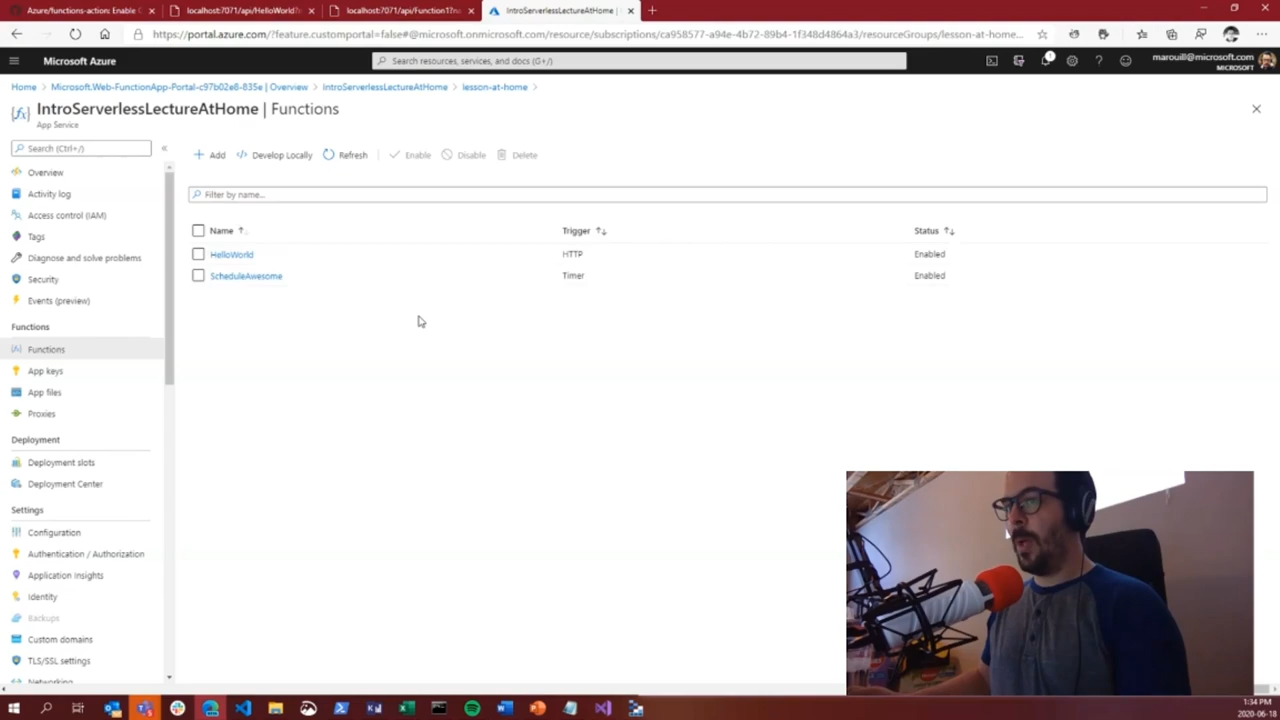 Azure/functions-action: Enable C
localhost:7071/api/HelloWorld?n
localhost:7071/api/Function1?na
IntroServerlessLectureAtHome |
https://portal.azure.com/?feature.customportal=false#@microsoft.onmicrosoft.com/resource/subscriptions/ca958577-a94e-4b72-89b4-1f348d4864a3/resourceGroups/lesson-at-home...
Microsoft Azure
Search resources, services, and docs (G+/)
1
marouill@microsoft.com
MICROSOFT
Home > Microsoft.Web-FunctionApp-Portal-c97b02e8-835e | Overview > IntroServerlessLectureAtHome > lesson-at-home >
IntroServerlessLectureAtHome | Functions
App Service
Search (Ctrl+/)
«
Add
Develop Locally
Refresh
Enable
Disable
Delete
Filter by name...
Name
Trigger
Status
HelloWorld
HTTP
Enabled
ScheduleAwesome
Timer
Enabled
Overview
Activity log
Access control (IAM)
Tags
Diagnose and solve problems
Security
Events (preview)
Functions
Functions
App keys
App files
Proxies
Deployment
Deployment slots
Deployment Center
Settings
Configuration
Authentication / Authorization
Application Insights
Identity
Backups
Custom domains
TLS/SSL settings
Networking
1:34 PM
2020-06-18